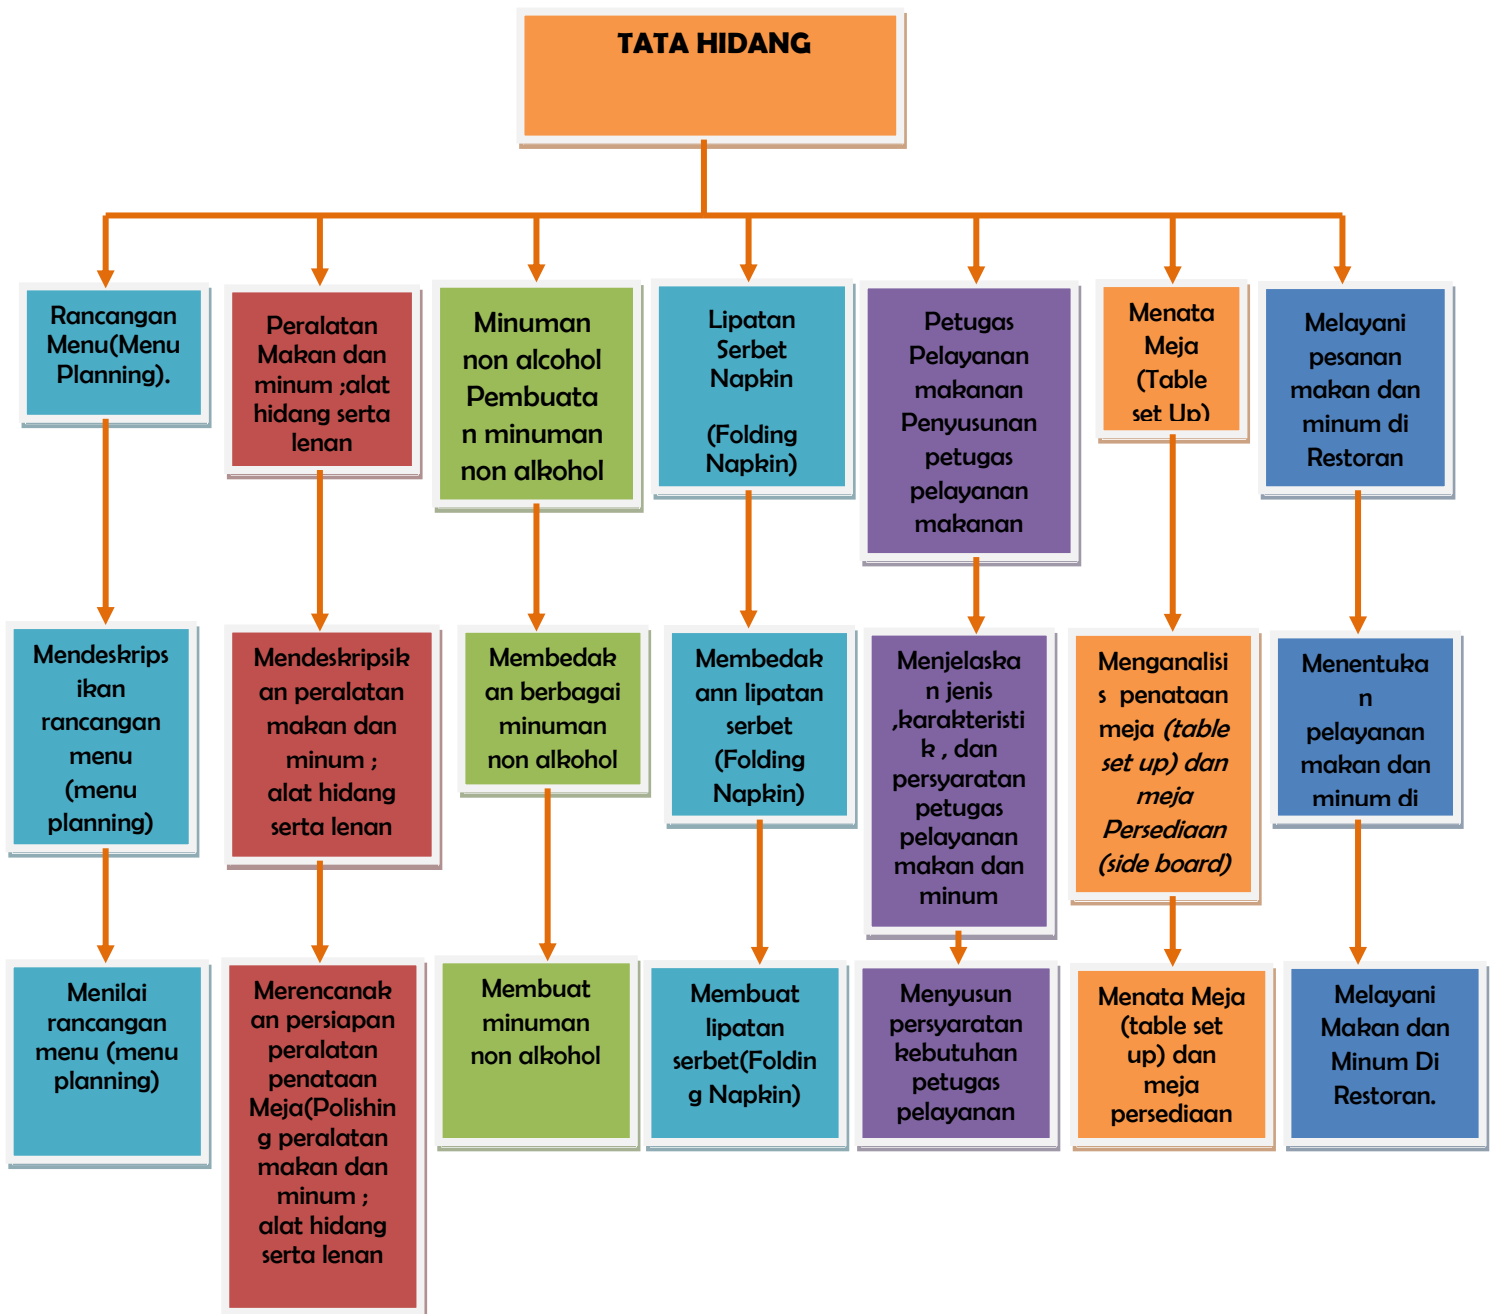 TATA HIDANG
Rancangan
Menu(Menu
Planning).
Peralatan
Makan dan
minum ;alat
hidang serta
lenan
Minuman
non alcohol
Pembuata
n minuman
non alkohol
Lipatan
Serbet
Napkin
(Folding
Napkin)
Petugas
Pelayanan
makanan
Penyusunan
petugas
pelayanan
makanan
Menata
Meja
(Table
set Up)
Melayani
pesanan
makan dan
minum di
Restoran
Mendeskrips
ikan
rancangan
menu
(menu
planning)
Mendeskripsik
an peralatan
makan dan
minum ;
alat hidang
serta lenan
Membedak
an berbagai
minuman
non alkohol
Membedak
ann lipatan
serbet
(Folding
Napkin)
Menjelaska
n jenis
,karakteristi
k , dan
persyaratan
petugas
pelayanan
makan dan
minum
Menganalisi
s penataan
meja (table
set up) dan
meja
Persediaan
(side board)
Menentuka
n
pelayanan
makan dan
minum di
Menilai
rancangan
menu (menu
planning)
Merencanak
an persiapan
peralatan
penataan
Meja(Polishin
g peralatan
makan dan
minum ;
alat hidang
serta lenan
Membuat
minuman
non alkohol
Membuat
lipatan
serbet(Foldin
g Napkin)
Menyusun
persyaratan
kebutuhan
petugas
pelayanan
Menata Meja
(table set
up) dan
meja
persediaan
Melayani
Makan dan
Minum Di
Restoran.